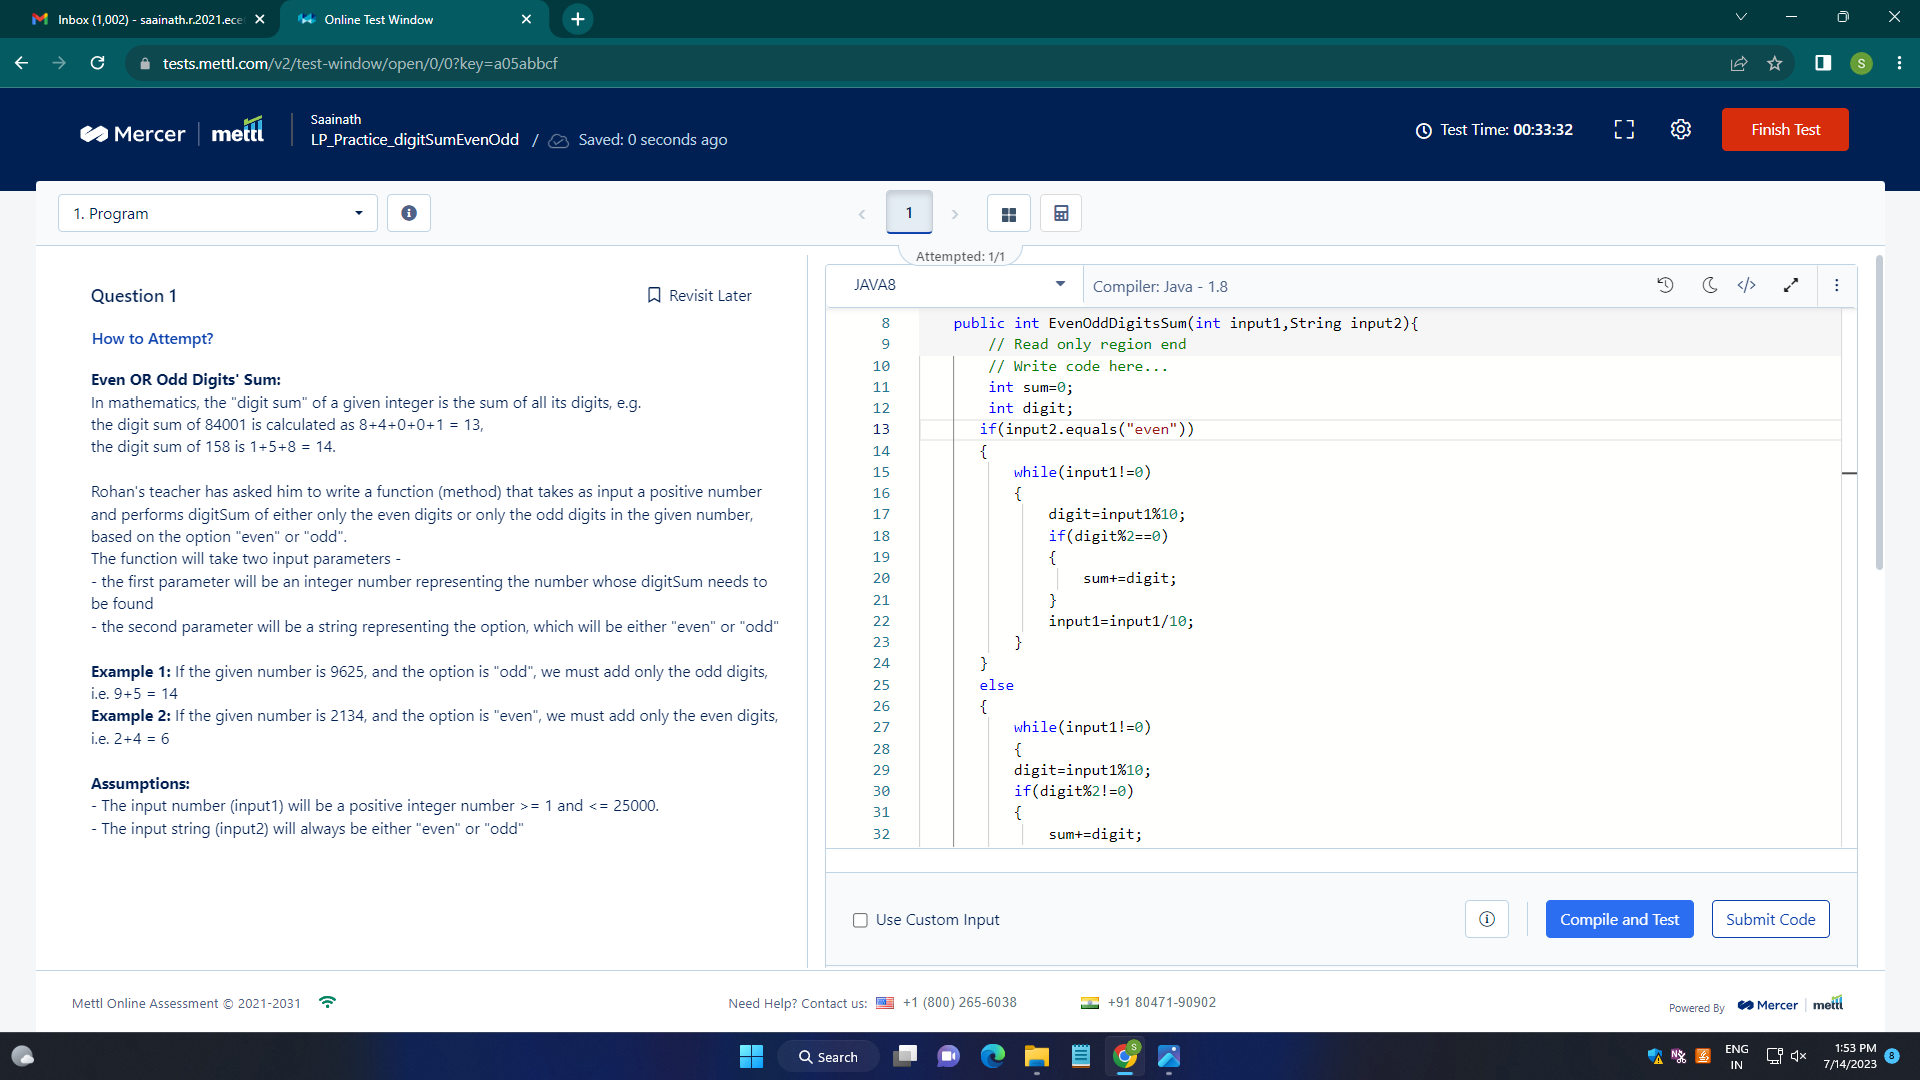 Inbox (1,002) - saainath.r.2021.ece
Online Test Window
tests.mettl.com/v2/test-window/open/0/0?key=a05abbcf
S
Mercer | mettl
Saainath
LP_Practice_digitSumEvenOdd / Saved: 0 seconds ago
Test Time: 00:33:32
Finish Test
1. Program
1
Attempted: 1/1
Question 1
Revisit Later
How to Attempt?
Even OR Odd Digits' Sum:
In mathematics, the "digit sum" of a given integer is the sum of all its digits, e.g.
the digit sum of 84001 is calculated as 8+4+0+0+1 = 13,
the digit sum of 158 is 1+5+8 = 14.
Rohan's teacher has asked him to write a function (method) that takes as input a positive number
and performs digitSum of either only the even digits or only the odd digits in the given number,
based on the option "even" or "odd".
The function will take two input parameters -
- the first parameter will be an integer number representing the number whose digitSum needs to
be found
- the second parameter will be a string representing the option, which will be either "even" or "odd"
Example 1: If the given number is 9625, and the option is "odd", we must add only the odd digits,
i.e. 9+5 = 14
Example 2: If the given number is 2134, and the option is "even", we must add only the even digits,
i.e. 2+4 = 6
Assumptions:
- The input number (input1) will be a positive integer number >= 1 and <= 25000.
- The input string (input2) will always be either "even" or "odd"
JAVA8
Compiler: Java - 1.8
8 public int EvenOddDigitsSum(int input1,String input2){
9 // Read only region end
10 // Write code here...
11 int sum=0;
12 int digit;
13 if(input2.equals("even"))
14 {
15 while(input1!=0)
16 {
17 digit=input1%10;
18 if(digit%2==0)
19 {
20 sum+=digit;
21 }
22 input1=input1/10;
23 }
24 }
25 else
26 {
27 while(input1!=0)
28 {
29 digit=input1%10;
30 if(digit%2!=0)
31 {
32 sum+=digit;
Use Custom Input
Compile and Test
Submit Code
Mettl Online Assessment © 2021-2031
Need Help? Contact us: +1 (800) 265-6038
+91 80471-90902
Powered By Mercer | mettl
Search
S
ENG
IN
1:53 PM
7/14/2023
8